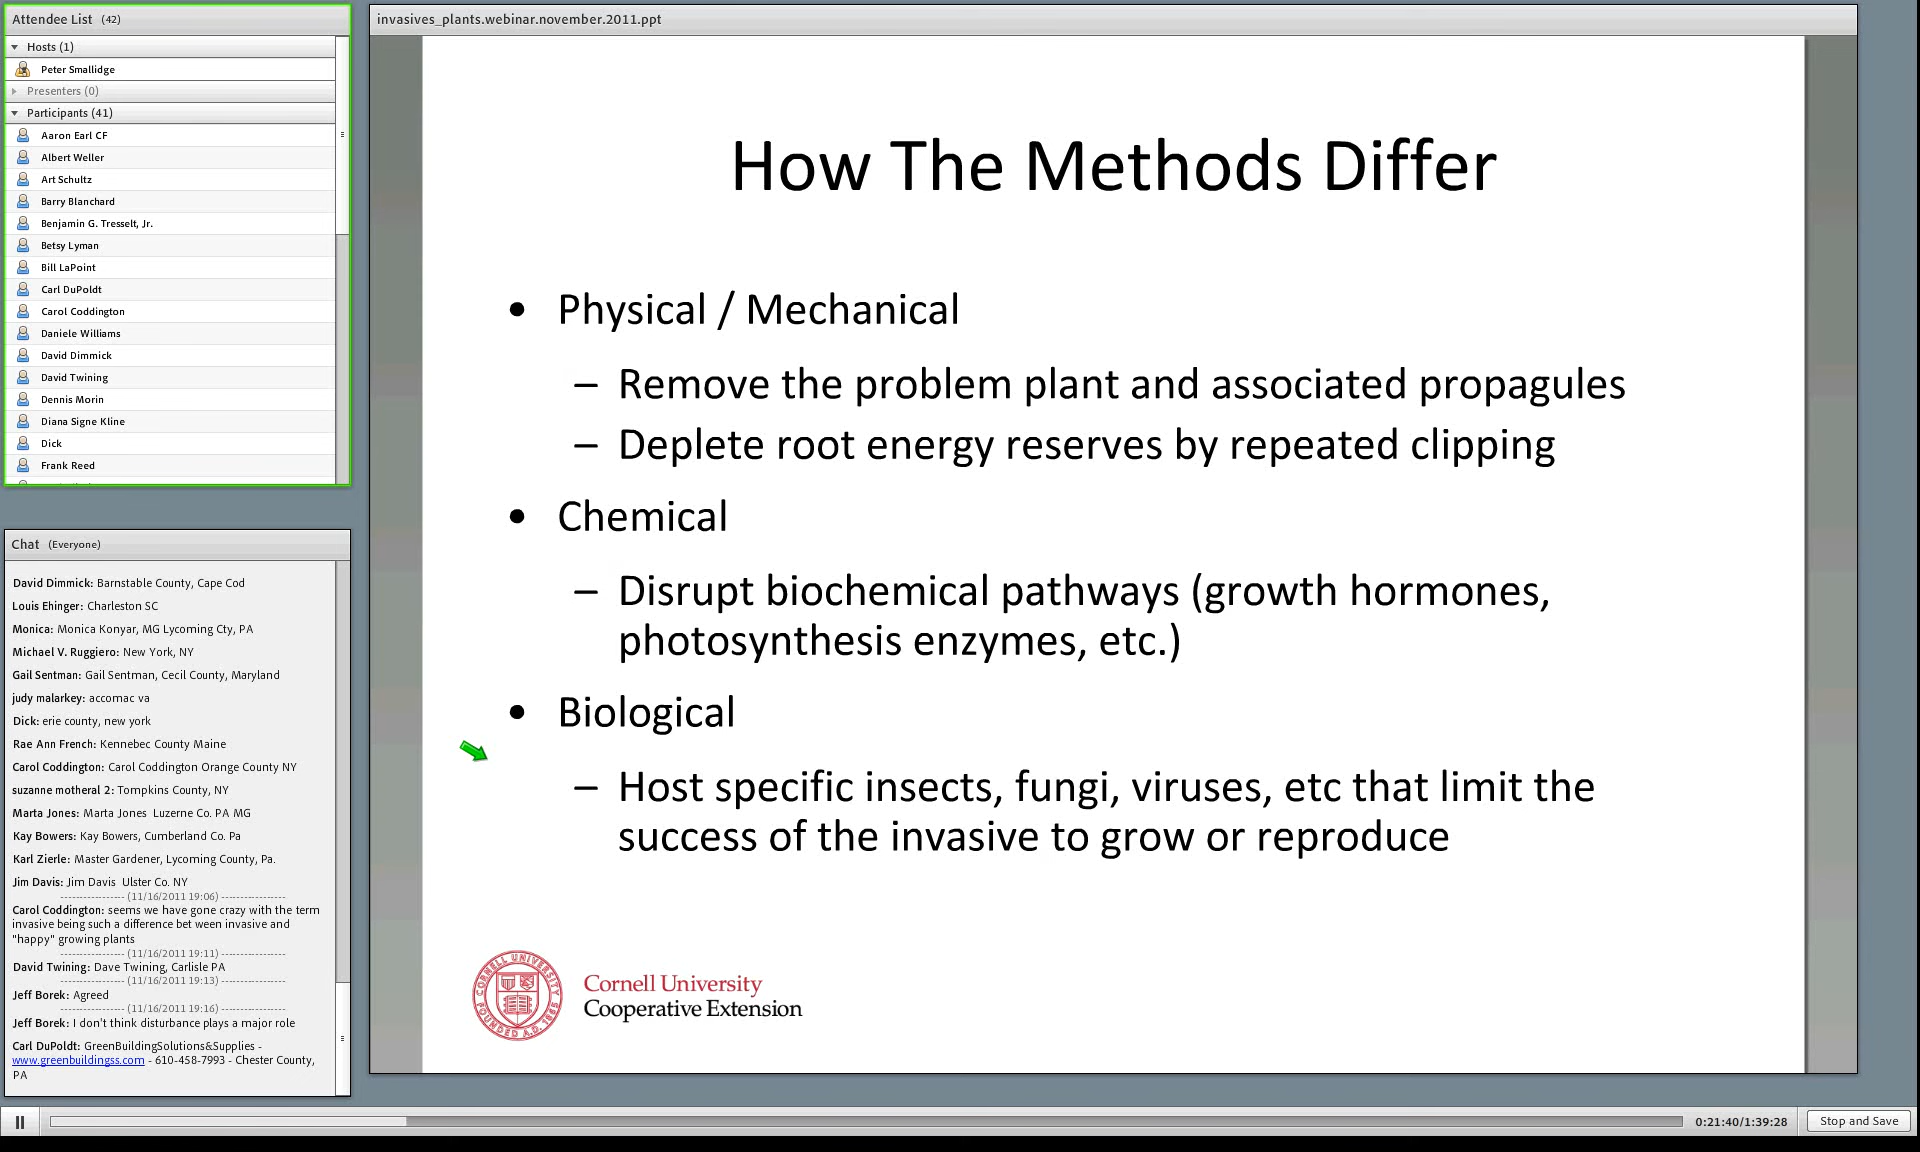 Attendee List (42)
Hosts (1)
Peter Smallidge
Presenters (0)
Participants (41)
Aaron Earl CF
Albert Weller
Art Schultz
Barry Blanchard
Benjamin G. Tresselt, Jr.
Betsy Lyman
Bill LaPoint
Carl DuPoldt
Carol Coddington
Daniele Williams
David Dimmick
David Twining
Dennis Morin
Diana Signe Kline
Dick
Frank Reed
Chat (Everyone)
David Dimmick: Barnstable County, Cape Cod
Louis Ehinger: Charleston SC
Monica: Monica Konyar, MG Lycoming Cty, PA
Michael V. Ruggiero: New York, NY
Gail Sentman: Gail Sentman, Cecil County, Maryland
judy malarkey: accomac va
Dick: erie county, new york
Rae Ann French: Kennebec County Maine
Carol Coddington: Carol Coddington Orange County NY
suzanne motheral 2: Tompkins County, NY
Marta Jones: Marta Jones Luzerne Co. PA MG
Kay Bowers: Kay Bowers, Cumberland Co. Pa
Karl Zierle: Master Gardener, Lycoming County, Pa.
Jim Davis: Jim Davis Ulster Co. NY
----------------- (11/16/2011 19:06) -----------------
Carol Coddington: seems we have gone crazy with the term
invasive being such a difference bet ween invasive and
"happy" growing plants
----------------- (11/16/2011 19:11) -----------------
David Twining: Dave Twining, Carlisle PA
----------------- (11/16/2011 19:13) -----------------
Jeff Borek: Agreed
----------------- (11/16/2011 19:16) -----------------
Jeff Borek: I don't think disturbance plays a major role
Carl DuPoldt: GreenBuildingSolutions&Supplies -
www.greenbuildingss.com - 610-458-7993 - Chester County,
PA
invasives_plants.webinar.november.2011.ppt
How The Methods Differ
• Physical / Mechanical
– Remove the problem plant and associated propagules
– Deplete root energy reserves by repeated clipping
• Chemical
– Disrupt biochemical pathways (growth hormones,
photosynthesis enzymes, etc.)
• Biological
– Host specific insects, fungi, viruses, etc that limit the
success of the invasive to grow or reproduce
CORNELL UNIVERSITY
FOUNDED A.D. 1865
Cornell University
Cooperative Extension
0:21:40/1:39:28
Stop and Save